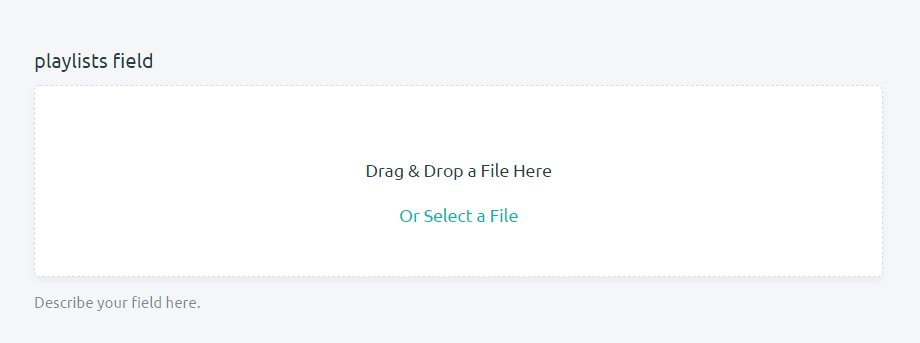 playlists field
Drag & Drop a File Here
Or Select a File
Describe your field here.